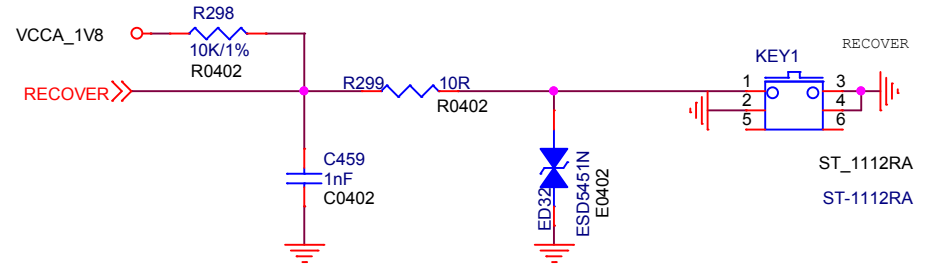 R298
VCCA_1V8
10K/1%
R0402
RECOVER
R299
10R
R0402
C459
1nF
C0402
ED32
ESD5451N
E0402
RECOVER
KEY1
1
2
5
3
4
6
ST_1112RA
ST-1112RA